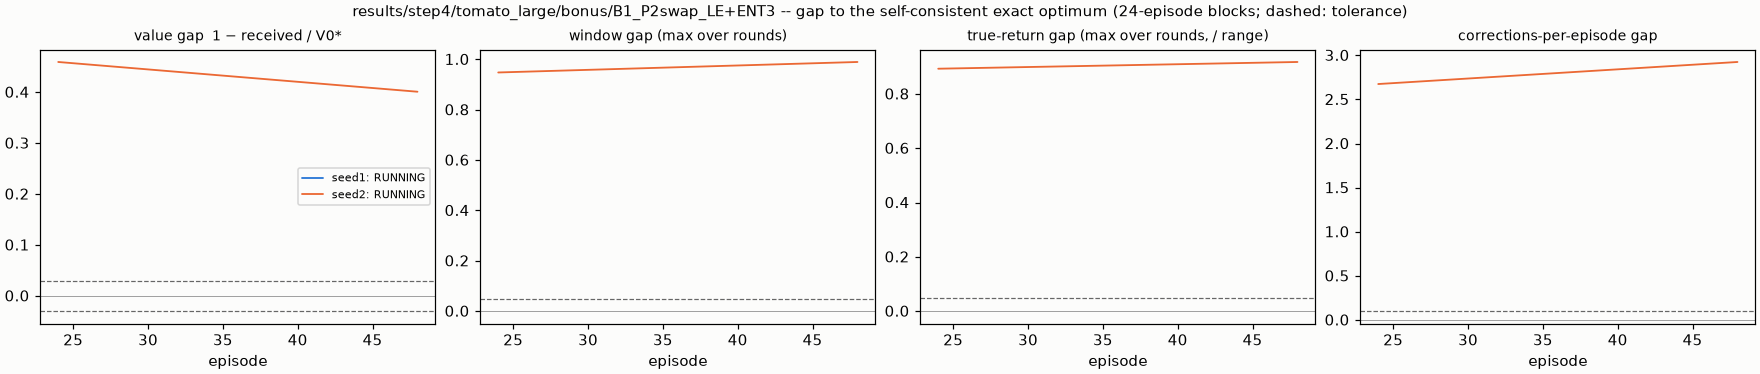 results/step4/tomato_large/bonus/B1_P2swap_LE+ENT3 -- gap to the self-consistent exact optimum (24-episode blocks; dashed: tolerance)
value gap  1 − received / V0*
0.4
0.3
0.2
0.1
0.0
25 30 35 40 45
episode
seed1: RUNNING
seed2: RUNNING
window gap (max over rounds)
1.0
0.8
0.6
0.4
0.2
0.0
25 30 35 40 45
episode
true-return gap (max over rounds, / range)
0.8
0.6
0.4
0.2
0.0
25 30 35 40 45
episode
corrections-per-episode gap
3.0
2.5
2.0
1.5
1.0
0.5
0.0
25 30 35 40 45
episode